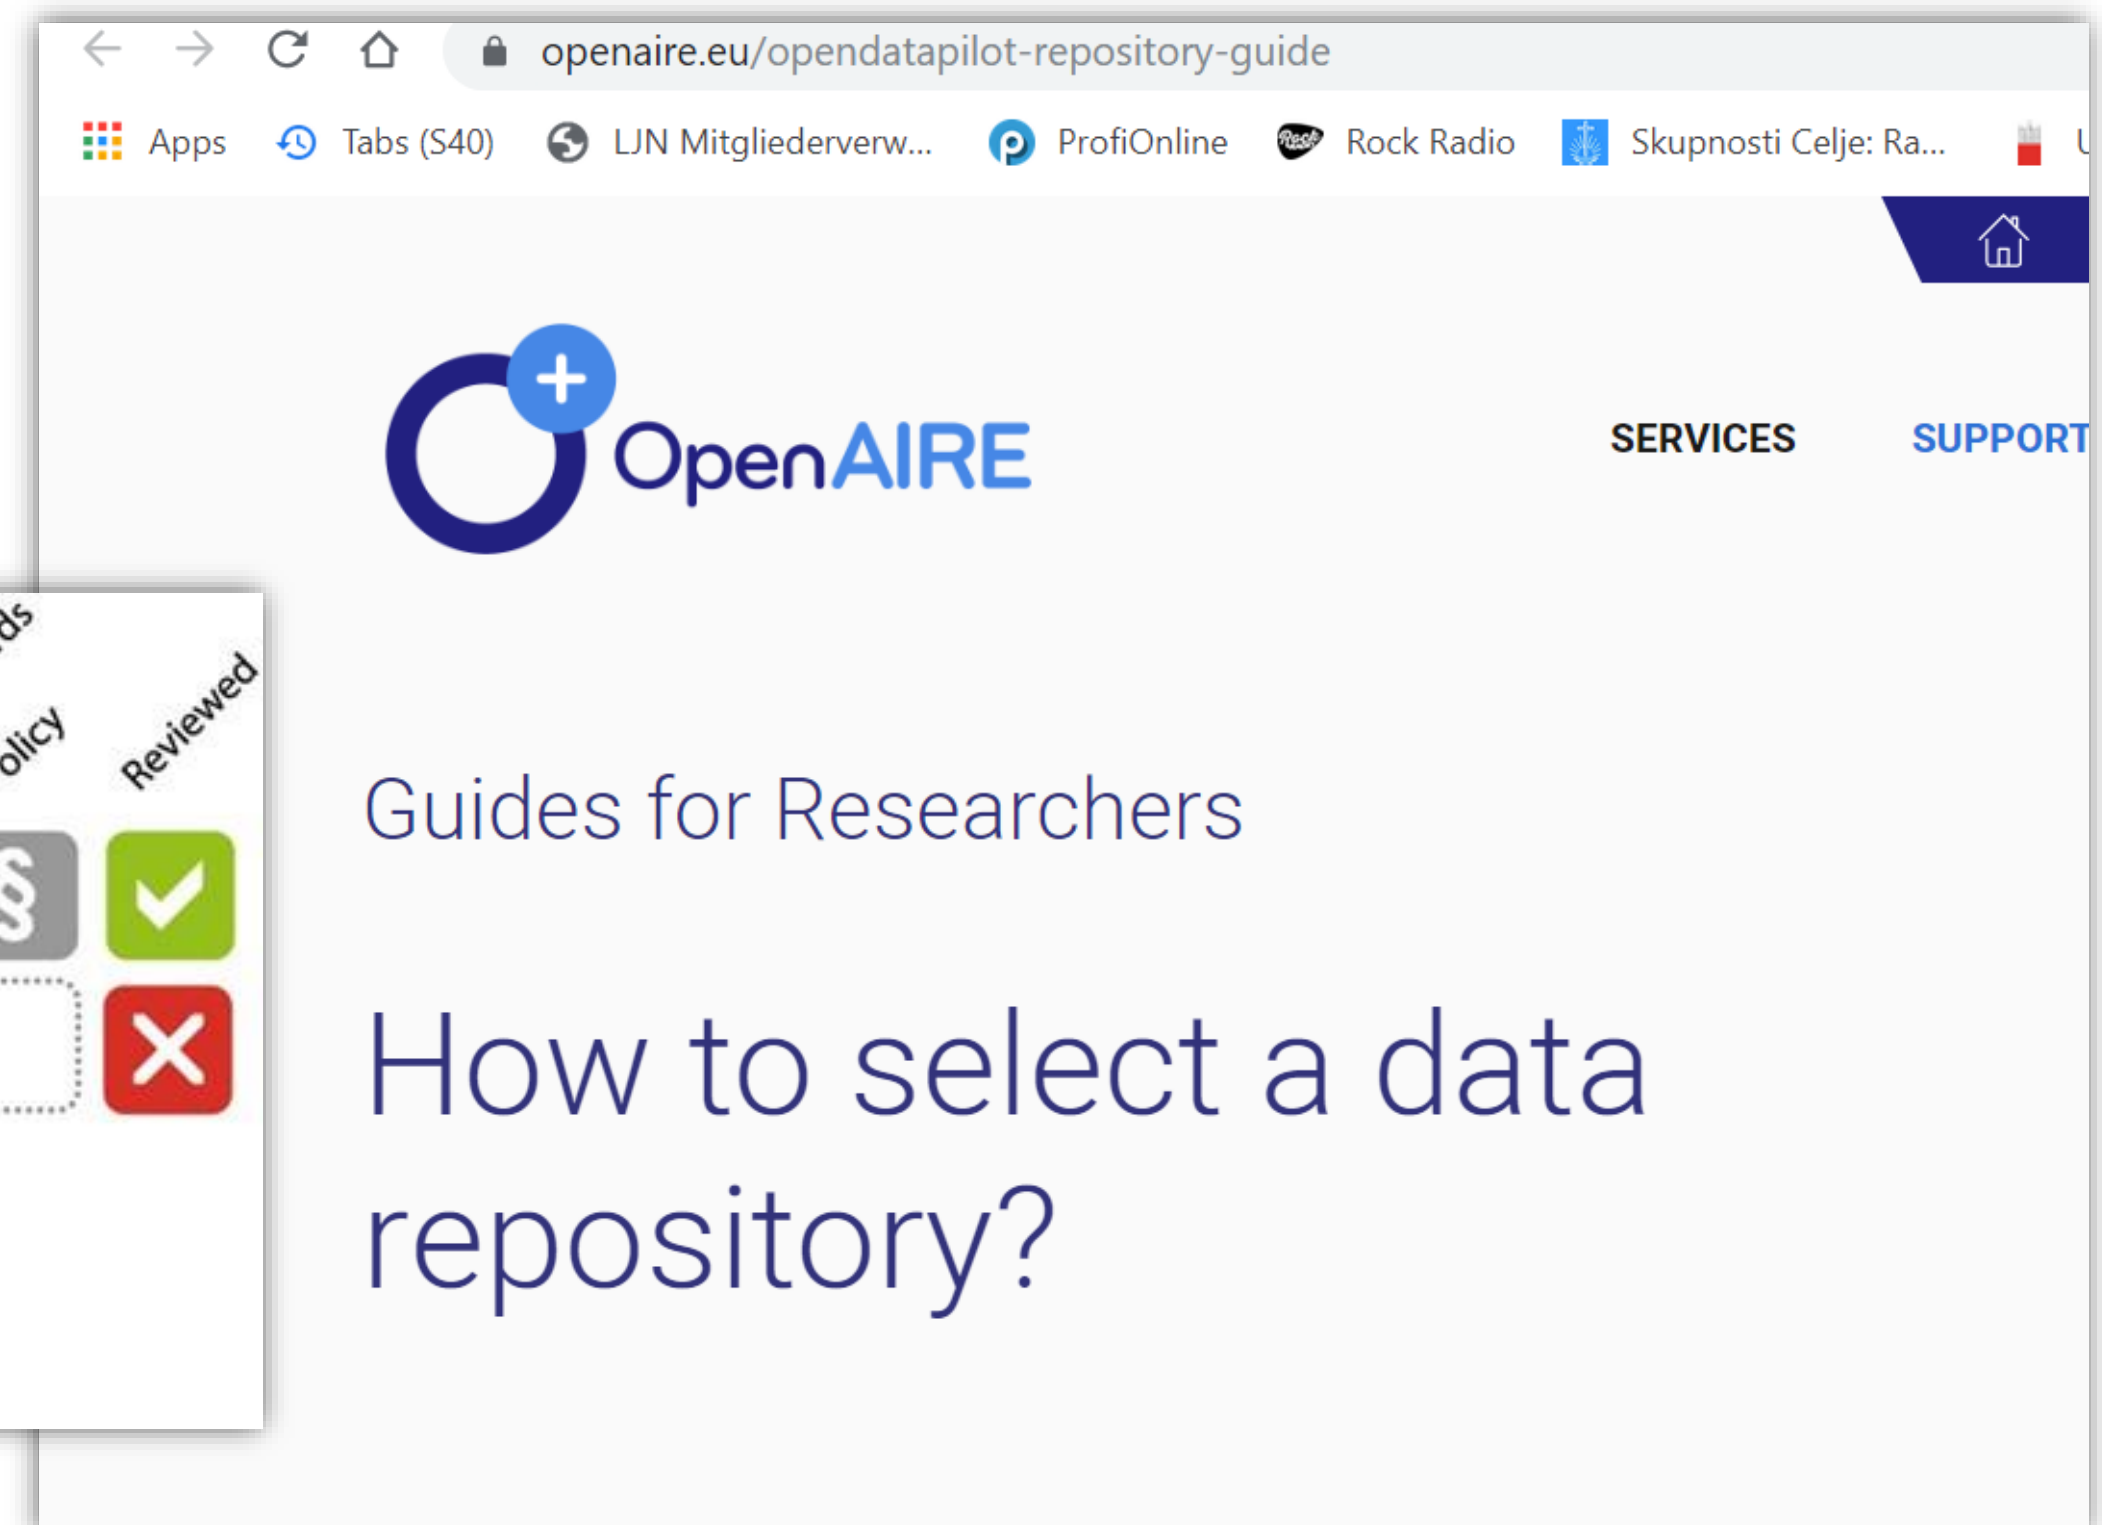 openaire.eu/opendatapilot-repository-guide
Apps Tabs (S40) LJN Mitgliederverw... ProfiOnline Rock Radio Skupnosti Celje: Ra...
OpenAIRE
SERVICES SUPPORT
Reviewed
Guides for Researchers
§
How to select a data
repository?